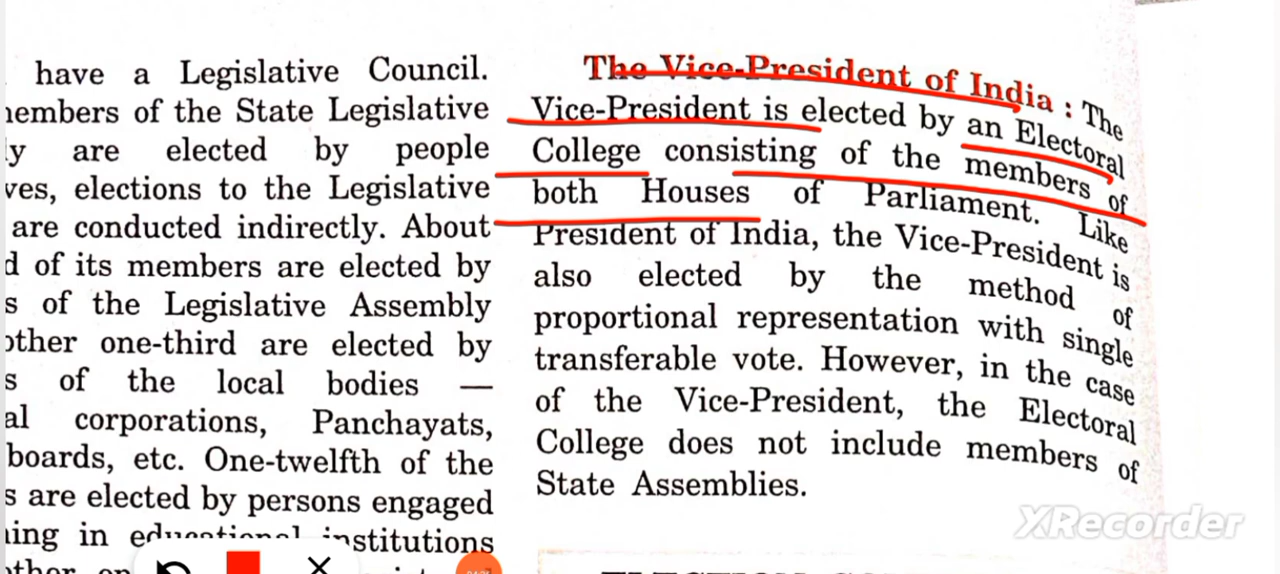 have a Legislative Council.
of the State Legislative
are elected by people
elections to the Legislative
are conducted indirectly. About
of its members are elected by
of the Legislative Assembly
one-third are elected by
of the local bodies —
corporations, Panchayats,
boards, etc. One-twelfth of the
are elected by persons engaged
in educational institutions
The Vice-President of India : The
Vice-President is elected by an Electoral
College consisting of the members of
both Houses of Parliament. Like
President of India, the Vice-President is
also elected by the method of
proportional representation with single
transferable vote. However, in the case
of the Vice-President, the Electoral
College does not include members of
State Assemblies.
XRecorder